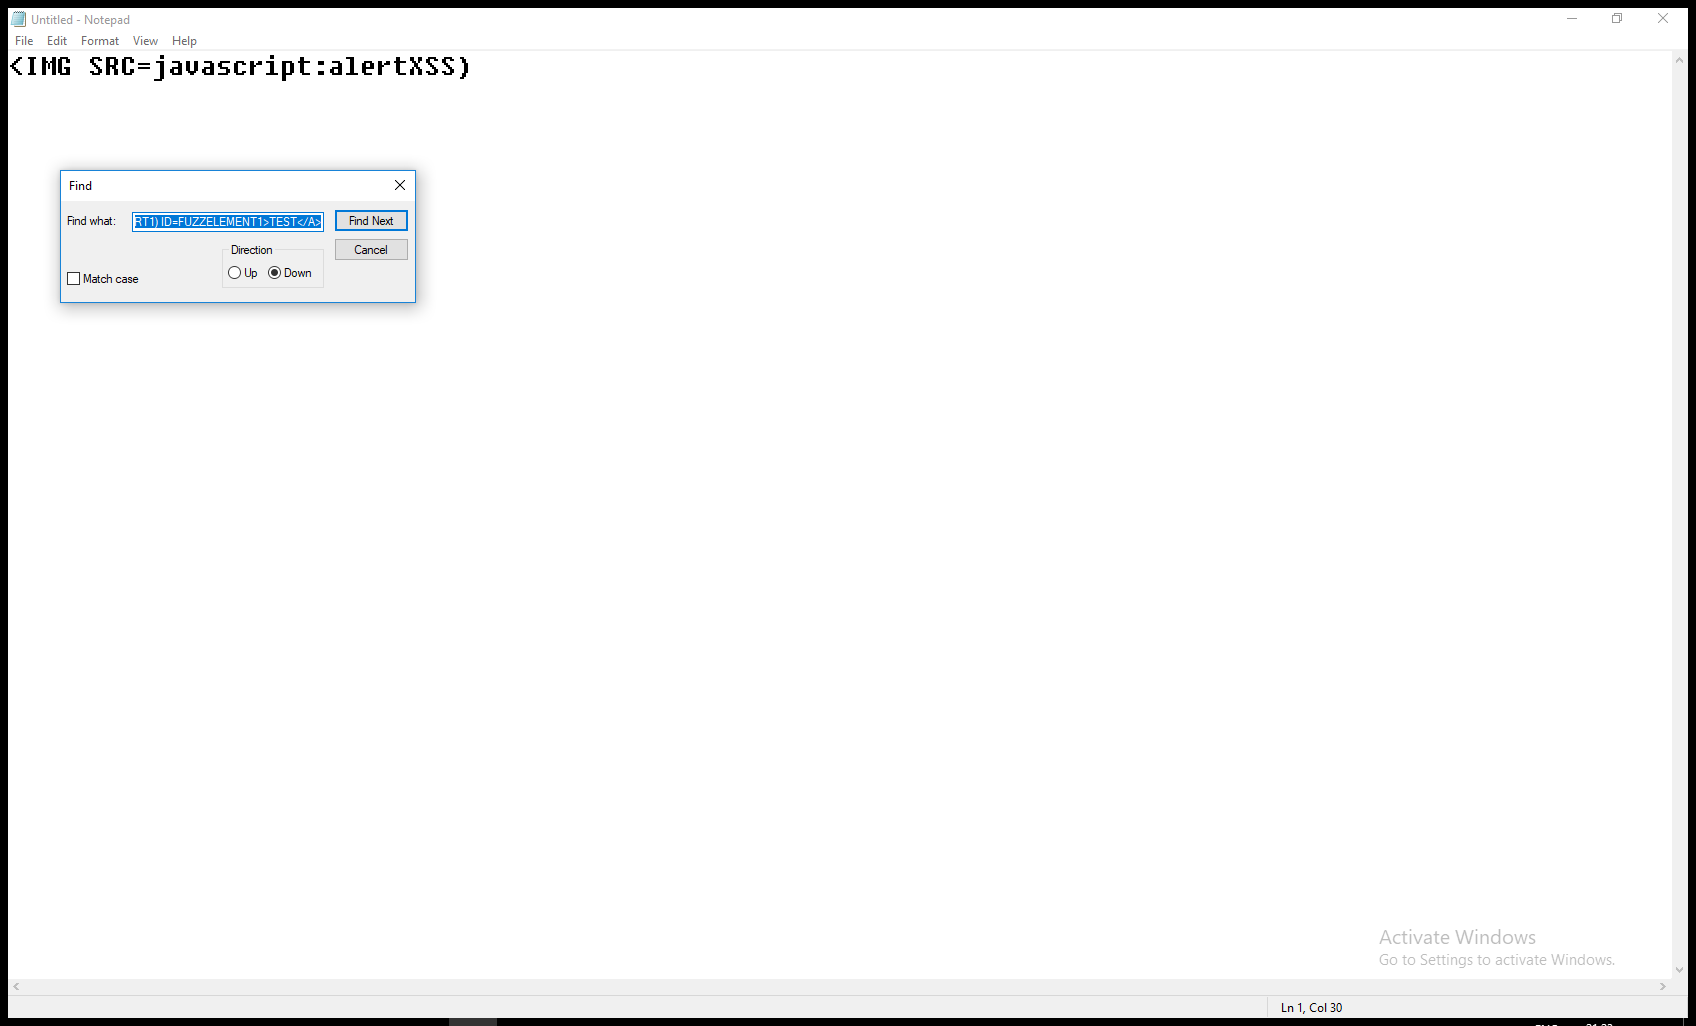 Untitled - Notepad
File Edit Format View Help
<IMG SRC=javascript:alertXSS)
Find
Find what: RT1) ID=FUZZELEMENT1>TEST</A> Find Next
Direction Cancel
Up Down
Match case
Activate Windows
Go to Settings to activate Windows.
Ln 1, Col 30